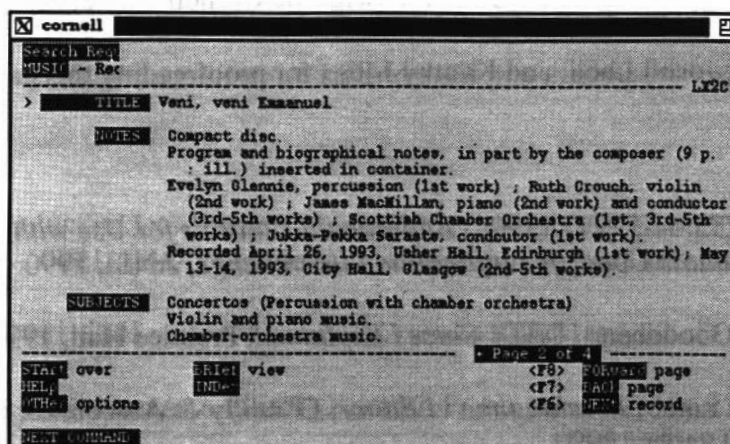 cornell
Search Req
MUSIC - Rec
LX2C
> TITLE Veni, veni Emmanuel
NOTES Compact disc.
Program and biographical notes, in part by the composer (9 p.
: ill.) inserted in container.
Evelyn Glennie, percussion (1st work) ; Ruth Crouch, violin
(2nd work) ; James MacMillan, piano (2nd work) and conductor
(3rd-5th works) ; Scottish Chamber Orchestra (1st, 3rd-5th
works) ; Jukka-Pekka Saraste, condcutor (1st work).
Recorded April 26, 1993, Usher Hall, Edinburgh (1st work); May
13-14, 1993, City Hall, Glasgow (2nd-5th works).
SUBJECTS Concertos (Percussion with chamber orchestra)
Violin and piano music.
Chamber-orchestra music.
+ Page 2 of 4
STArt over BRIef view <F8> FORward page
HELp INDex <F7> BACk page
OTHer options <F6> NEXt record
NEXT COMMAND: